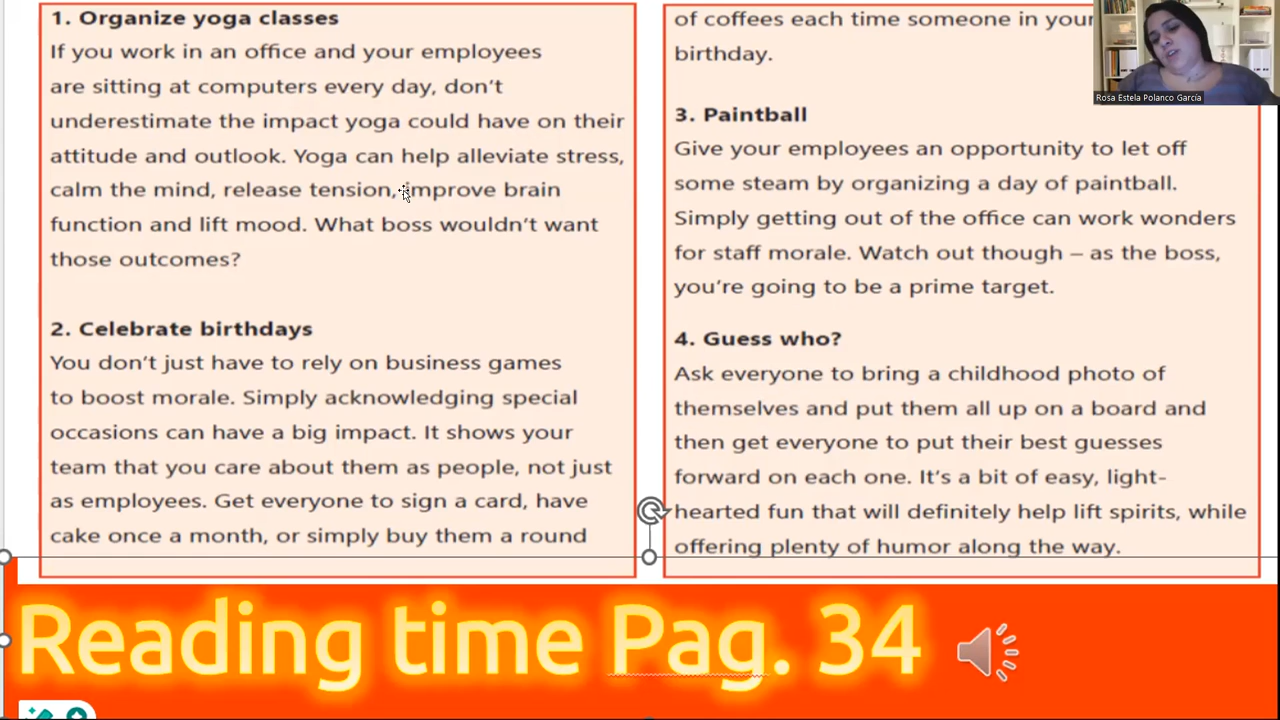 1. Organize yoga classes
If you work in an office and your employees
are sitting at computers every day, don't
underestimate the impact yoga could have on their
attitude and outlook. Yoga can help alleviate stress,
calm the mind, release tension, improve brain
function and lift mood. What boss wouldn't want
those outcomes?
2. Celebrate birthdays
You don't just have to rely on business games
to boost morale. Simply acknowledging special
occasions can have a big impact. It shows your
team that you care about them as people, not just
as employees. Get everyone to sign a card, have
cake once a month, or simply buy them a round
of coffees each time someone in your
birthday.
3. Paintball
Give your employees an opportunity to let off
some steam by organizing a day of paintball.
Simply getting out of the office can work wonders
for staff morale. Watch out though – as the boss,
you're going to be a prime target.
4. Guess who?
Ask everyone to bring a childhood photo of
themselves and put them all up on a board and
then get everyone to put their best guesses
forward on each one. It's a bit of easy, light-
hearted fun that will definitely help lift spirits, while
offering plenty of humor along the way.
Rosa Estela Polanco García
Reading time Pag. 34